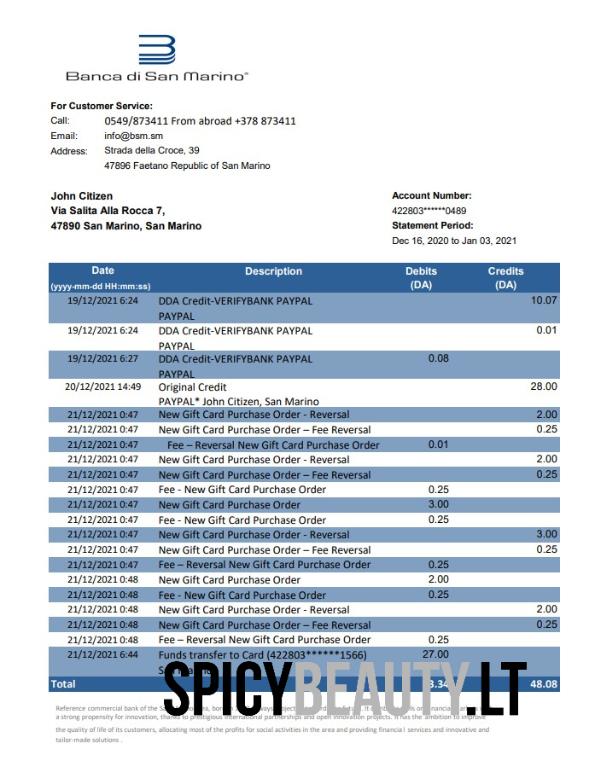 Banca di San Marino®
For Customer Service:
Call: 0549/873411 From abroad +378 873411
Email: info@bsm.sm
Address: Strada della Croce, 39
47896 Faetano Republic of San Marino
John Citizen
Via Salita Alla Rocca 7,
47890 San Marino, San Marino
Account Number:
422803******0489
Statement Period:
Dec 16, 2020 to Jan 03, 2021
Date Description Debits Credits
(yyyy-mm-dd HH:mm:ss) (DA) (DA)
19/12/2021 6:24 DDA Credit-VERIFYBANK PAYPAL 10.07
PAYPAL
19/12/2021 6:24 DDA Credit-VERIFYBANK PAYPAL 0.01
PAYPAL
19/12/2021 6:27 DDA Credit-VERIFYBANK PAYPAL 0.08
PAYPAL
20/12/2021 14:49 Original Credit 28.00
PAYPAL* John Citizen, San Marino
21/12/2021 0:47 New Gift Card Purchase Order - Reversal 2.00
21/12/2021 0:47 New Gift Card Purchase Order – Fee Reversal 0.25
21/12/2021 0:47 Fee – Reversal New Gift Card Purchase Order 0.01
21/12/2021 0:47 New Gift Card Purchase Order - Reversal 2.00
21/12/2021 0:47 New Gift Card Purchase Order – Fee Reversal 0.25
21/12/2021 0:47 Fee - New Gift Card Purchase Order 0.25
21/12/2021 0:47 New Gift Card Purchase Order 3.00
21/12/2021 0:47 Fee - New Gift Card Purchase Order 0.25
21/12/2021 0:47 New Gift Card Purchase Order - Reversal 3.00
21/12/2021 0:47 New Gift Card Purchase Order – Fee Reversal 0.25
21/12/2021 0:47 Fee – Reversal New Gift Card Purchase Order 0.25
21/12/2021 0:48 New Gift Card Purchase Order 2.00
21/12/2021 0:48 Fee - New Gift Card Purchase Order 0.25
21/12/2021 0:48 New Gift Card Purchase Order - Reversal 2.00
21/12/2021 0:48 New Gift Card Purchase Order – Fee Reversal 0.25
21/12/2021 0:48 Fee – Reversal New Gift Card Purchase Order 0.25
21/12/2021 6:44 Funds transfer to Card (422803******1566) 27.00
Total 48.08
SPICYBEAUTY.LT
Reference commercial bank of the
a strong propensity for innovation, thanks to prestigious international partnerships and open innovation projects. It has the ambition to improve
the quality of life of its customers, allocating most of the profits for social activities in the area and providing financial services and innovative and
tailor-made solutions .